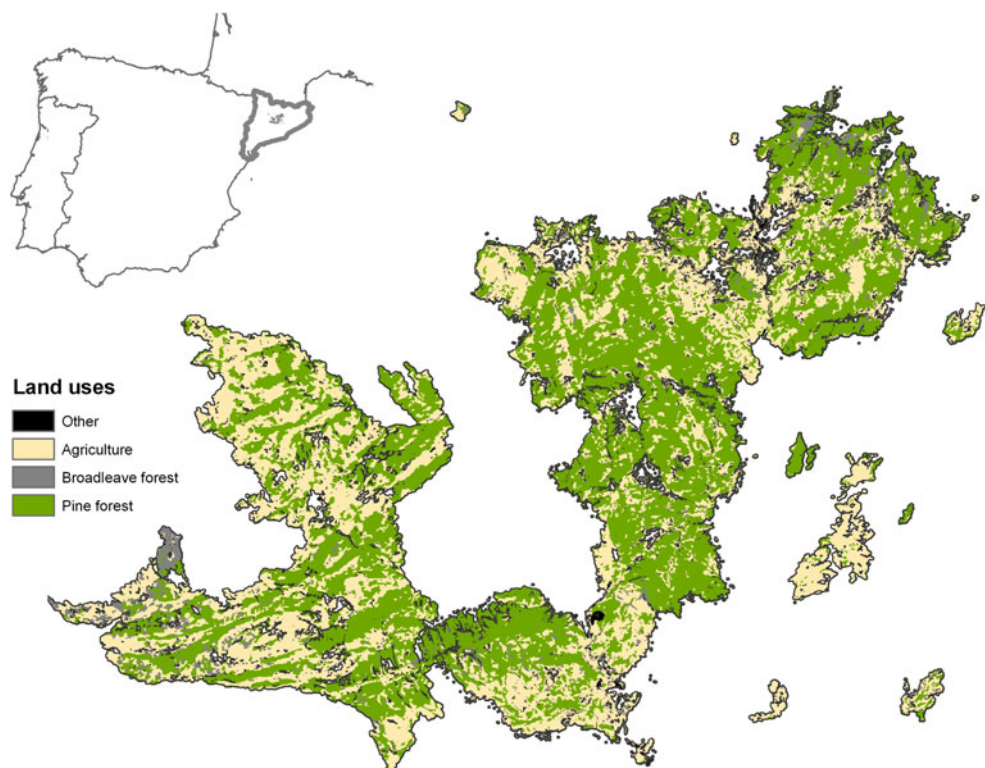 Land uses
Other
Agriculture
Broadleave forest
Pine forest